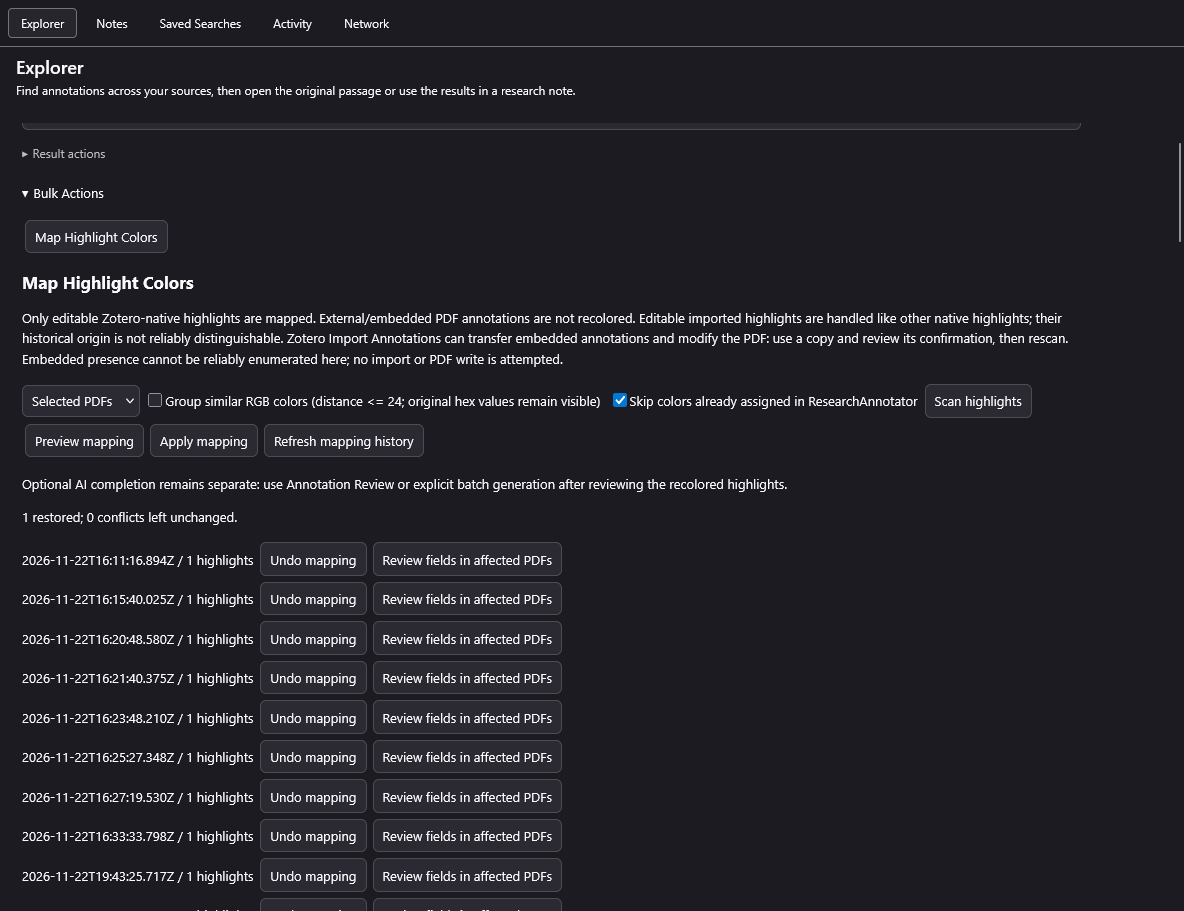 Explorer Notes Saved Searches Activity Network
Explorer
Find annotations across your sources, then open the original passage or use the results in a research note.
▸ Result actions
▾ Bulk Actions
Map Highlight Colors
Map Highlight Colors
Only editable Zotero-native highlights are mapped. External/embedded PDF annotations are not recolored. Editable imported highlights are handled like other native highlights; their
historical origin is not reliably distinguishable. Zotero Import Annotations can transfer embedded annotations and modify the PDF: use a copy and review its confirmation, then rescan.
Embedded presence cannot be reliably enumerated here; no import or PDF write is attempted.
Selected PDFs Group similar RGB colors (distance <= 24; original hex values remain visible) Skip colors already assigned in ResearchAnnotator Scan highlights
Preview mapping Apply mapping Refresh mapping history
Optional AI completion remains separate: use Annotation Review or explicit batch generation after reviewing the recolored highlights.
1 restored; 0 conflicts left unchanged.
2026-11-22T16:11:16.894Z / 1 highlights Undo mapping Review fields in affected PDFs
2026-11-22T16:15:40.025Z / 1 highlights Undo mapping Review fields in affected PDFs
2026-11-22T16:20:48.580Z / 1 highlights Undo mapping Review fields in affected PDFs
2026-11-22T16:21:40.375Z / 1 highlights Undo mapping Review fields in affected PDFs
2026-11-22T16:23:48.210Z / 1 highlights Undo mapping Review fields in affected PDFs
2026-11-22T16:25:27.348Z / 1 highlights Undo mapping Review fields in affected PDFs
2026-11-22T16:27:19.530Z / 1 highlights Undo mapping Review fields in affected PDFs
2026-11-22T16:33:33.798Z / 1 highlights Undo mapping Review fields in affected PDFs
2026-11-22T19:43:25.717Z / 1 highlights Undo mapping Review fields in affected PDFs